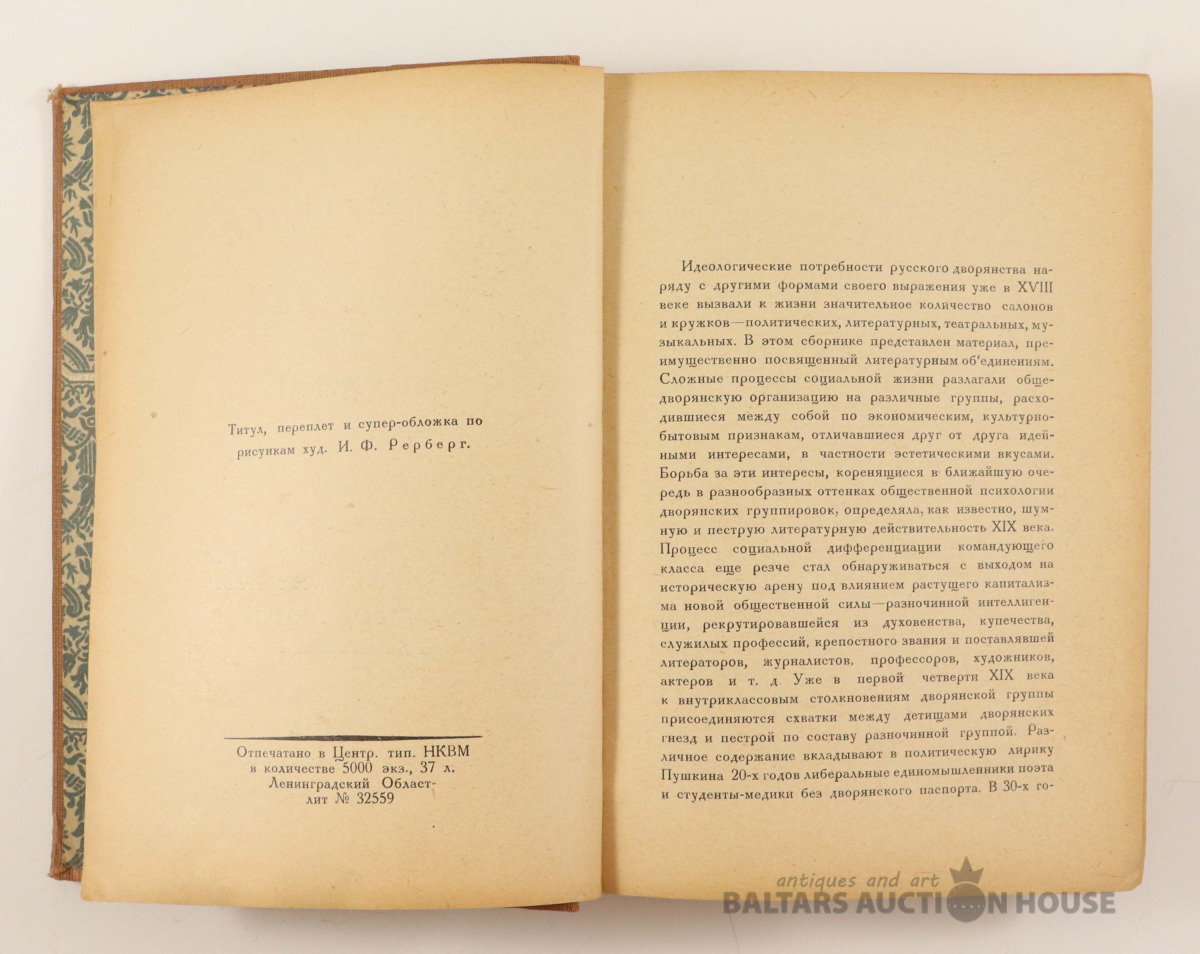 Титул, переплет и супер-обложка по
рисункам худ. И. Ф. Рерберг.
Отпечатано в Центр. тип. НКВМ
в количестве 5000 экз., 37 л.
Ленинградский Област-
лит № 32559
Идеологические потребности русского дворянства на-
ряду с другими формами своего выражения уже в XVIII
веке вызвали к жизни значительное количество салонов
и кружков—политических, литературных, театральных, му-
зыкальных. В этом сборнике представлен материал, пре-
имущественно посвященный литературным об'единениям.
Сложные процессы социальной жизни разлагали обще-
дворянскую организацию на различные группы, расхо-
дившиеся между собой по экономическим, культурно-
бытовым признакам, отличавшиеся друг от друга идей-
ными интересами, в частности эстетическими вкусами.
Борьба за эти интересы, коренящиеся в ближайшую оче-
редь в разнообразных оттенках общественной психологии
дворянских группировок, определяла, как известно, шум-
ную и пеструю литературную действительность XIX века.
Процесс социальной дифференциации командующего
класса еще резче стал обнаруживаться с выходом на
историческую арену под влиянием растущего капитализ-
ма новой общественной силы—разночинной интеллиген-
ции, рекрутировавшейся из духовенства, купечества,
служилых профессий, крепостного звания и поставлявшей
литераторов, журналистов, профессоров, художников,
актеров и т. д. Уже в первой четверти XIX века
к внутриклассовым столкновениям дворянской группы
присоединяются схватки между детищами дворянских
гнезд и пестрой по составу разночинной группой. Раз-
личное содержание вкладывают в политическую лирику
Пушкина 20-х годов либеральные единомышленники поэта
и студенты-медики без дворянского паспорта. В 30-х го-
antiques and art
BALTARS AUCTION HOUSE